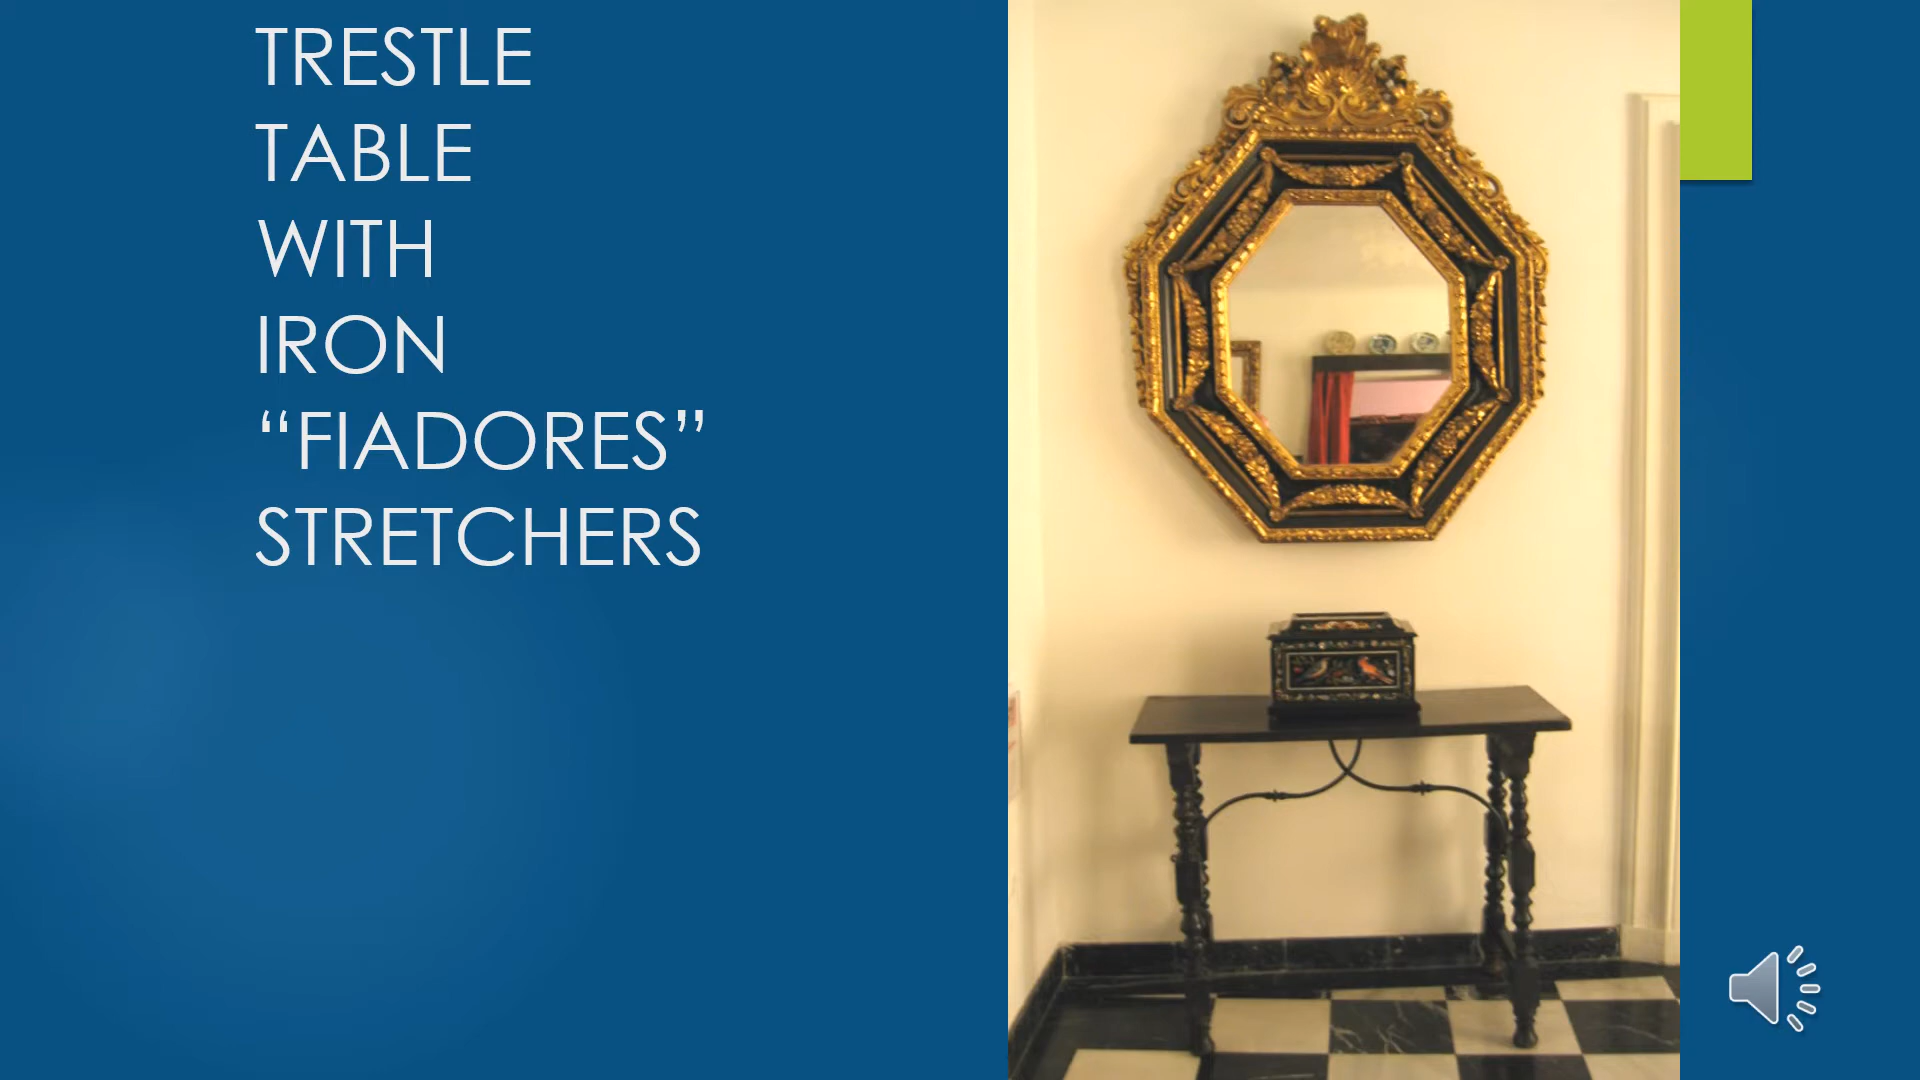 TRESTLE
TABLE
WITH
IRON
“FIADORES”
STRETCHERS